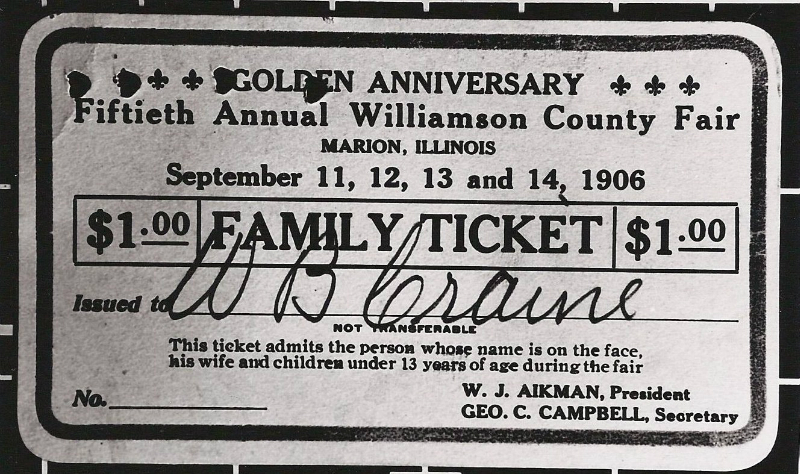 GOLDEN ANNIVERSARY
Fiftieth Annual Williamson County Fair
MARION, ILLINOIS
September 11, 12, 13 and 14, 1906
$1.00 FAMILY TICKET $1.00
Issued to W B Craine
NOT TRANSFERABLE
This ticket admits the person whose name is on the face,
his wife and children under 13 years of age during the fair
No.
W. J. AIKMAN, President
GEO. C. CAMPBELL, Secretary